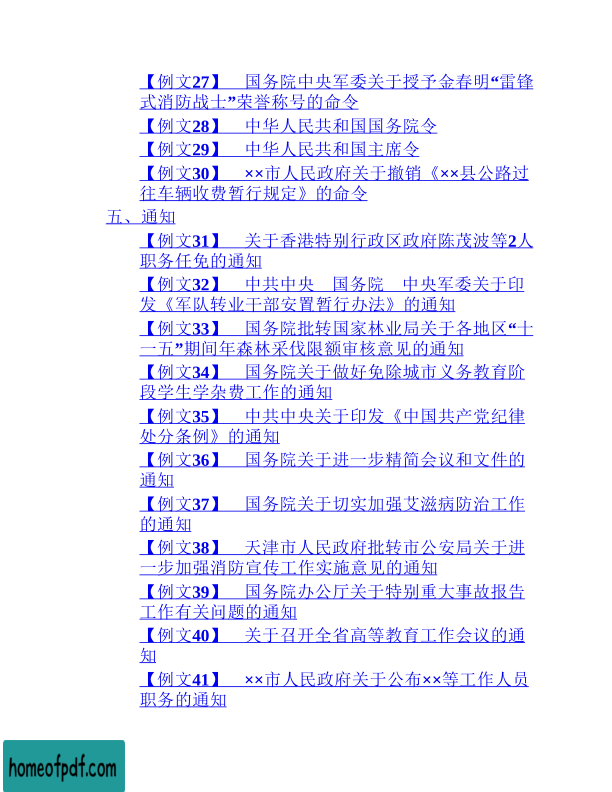 【例文27】　国务院中央军委关于授予金春明“雷锋
式消防战士”荣誉称号的命令
【例文28】　中华人民共和国国务院令
【例文29】　中华人民共和国主席令
【例文30】　××市人民政府关于撤销《××县公路过
往车辆收费暂行规定》的命令
五、通知
【例文31】　关于香港特别行政区政府陈茂波等2人
职务任免的通知
【例文32】　中共中央　国务院　中央军委关于印
发《军队转业干部安置暂行办法》的通知
【例文33】　国务院批转国家林业局关于各地区“十
一五”期间年森林采伐限额审核意见的通知
【例文34】　国务院关于做好免除城市义务教育阶
段学生学杂费工作的通知
【例文35】　中共中央关于印发《中国共产党纪律
处分条例》的通知
【例文36】　国务院关于进一步精简会议和文件的
通知
【例文37】　国务院关于切实加强艾滋病防治工作
的通知
【例文38】　天津市人民政府批转市公安局关于进
一步加强消防宣传工作实施意见的通知
【例文39】　国务院办公厅关于特别重大事故报告
工作有关问题的通知
【例文40】　关于召开全省高等教育工作会议的通
知
【例文41】　××市人民政府关于公布××等工作人员
职务的通知
homeofpdf.com